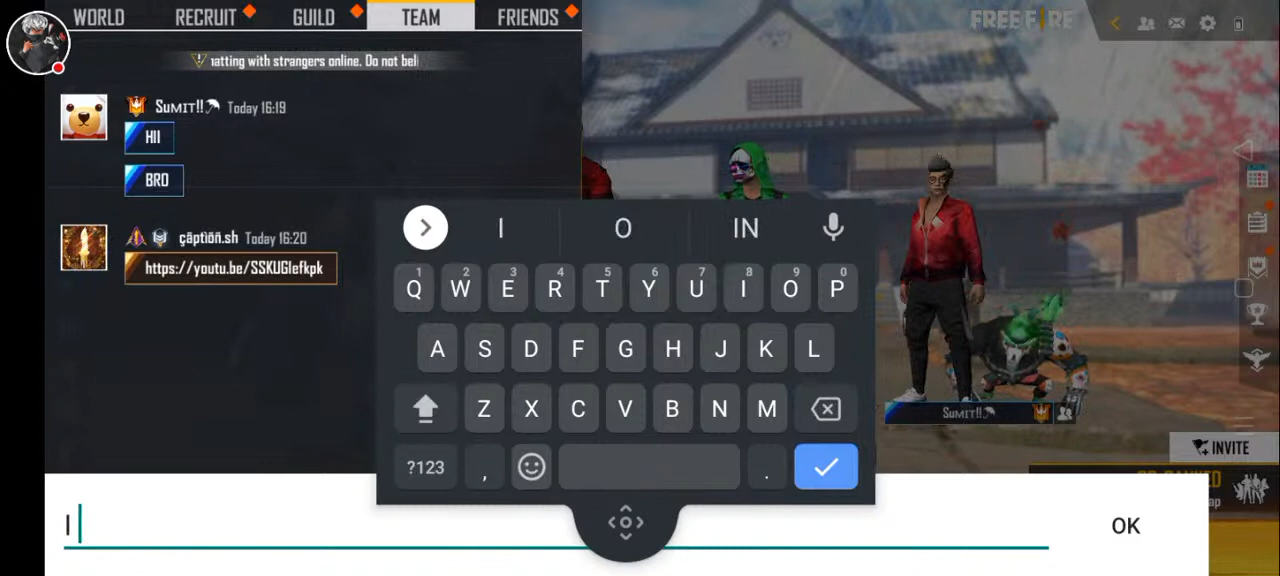 WORLD
RECRUIT
GUILD
TEAM
FRIENDS
FREE FIRE
atting with strangers online. Do not bel
Sumit!!
Today 16:19
HII
BRO
çäptïöñ.sh
Today 16:20
https://youtu.be/SSKUGlefkpk
I
O
IN
1 2 3 4 5 6 7 8 9 0
Q W E R T Y U I O P
A S D F G H J K L
Z X C V B N M
?123 , .
Sumit!!
INVITE
I
OK